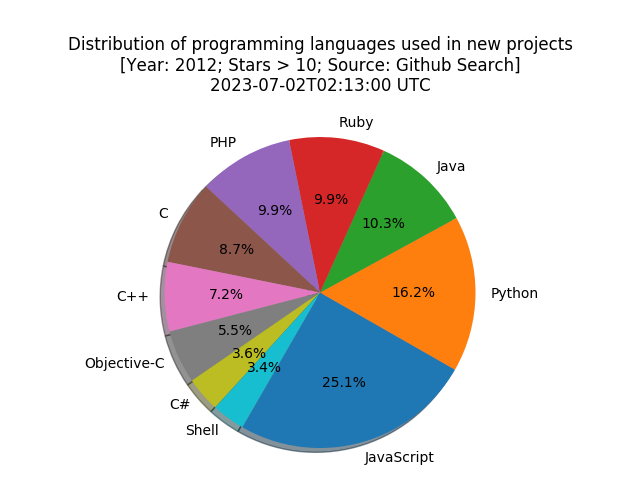 Distribution of programming languages used in new projects
[Year: 2012; Stars > 10; Source: Github Search]
2023-07-02T02:13:00 UTC
Ruby
PHP
Java
9.9%
9.9%
10.3%
C
8.7%
C++
7.2%
16.2%
Python
5.5%
3.6%
3.4%
Objective-C
25.1%
C#
Shell
JavaScript